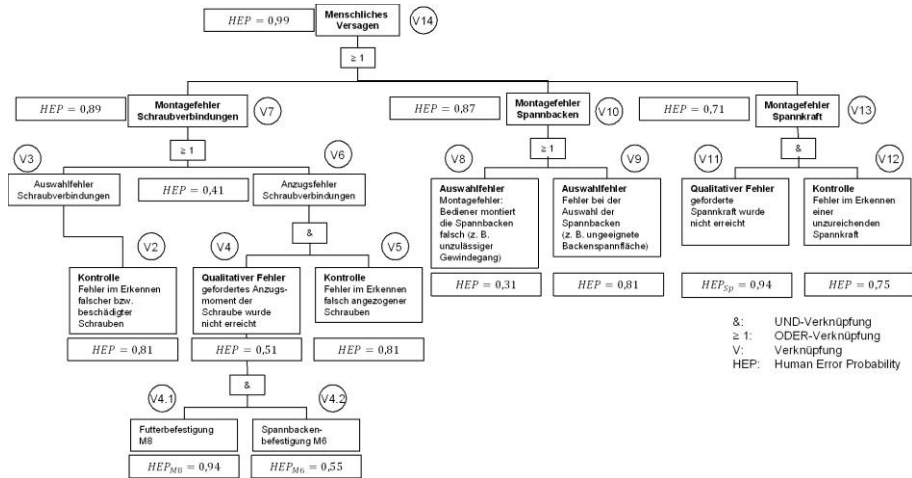 HEP = 0,99
Menschliches
Versagen
V14
≥ 1
HEP = 0,89
Montagefehler
Schraubverbindungen
V7
HEP = 0,87
Montagefehler
Spannbacken
V10
HEP = 0,71
Montagefehler
Spannkraft
V13
≥ 1
≥ 1
&
V3
V6
V8
V9
V11
V12
Auswahlfehler
Schraubverbindungen
HEP = 0,41
Anzugsfehler
Schraubverbindungen
Auswahlfehler
Montagefehler:
Bediener montiert
die Spannbacken
falsch (z. B.
unzulässiger
Gewindegang)
Auswahlfehler
Fehler bei der
Auswahl der
Spannbacken
(z. B. ungeeignete
Backenspannfläche)
Qualitativer Fehler
geforderte
Spannkraft wurde
nicht erreicht
Kontrolle
Fehler im Erkennen
einer
unzureichenden
Spannkraft
&
V2
V4
V5
Kontrolle
Fehler im Erkennen
falscher bzw.
beschädigter
Schrauben
Qualitativer Fehler
gefordertes Anzugs-
moment der
Schraube wurde
nicht erreicht
Kontrolle
Fehler im Erkennen
falsch angezogener
Schrauben
HEP = 0,31
HEP = 0,81
HEP_Sp = 0,94
HEP = 0,75
HEP = 0,81
HEP = 0,51
HEP = 0,81
&: UND-Verknüpfung
≥ 1: ODER-Verknüpfung
V: Verknüpfung
HEP: Human Error Probability
&
V4.1
V4.2
Futterbefestigung
M8
Spannbacken-
befestigung M6
HEP_M8 = 0,94
HEP_M6 = 0,55